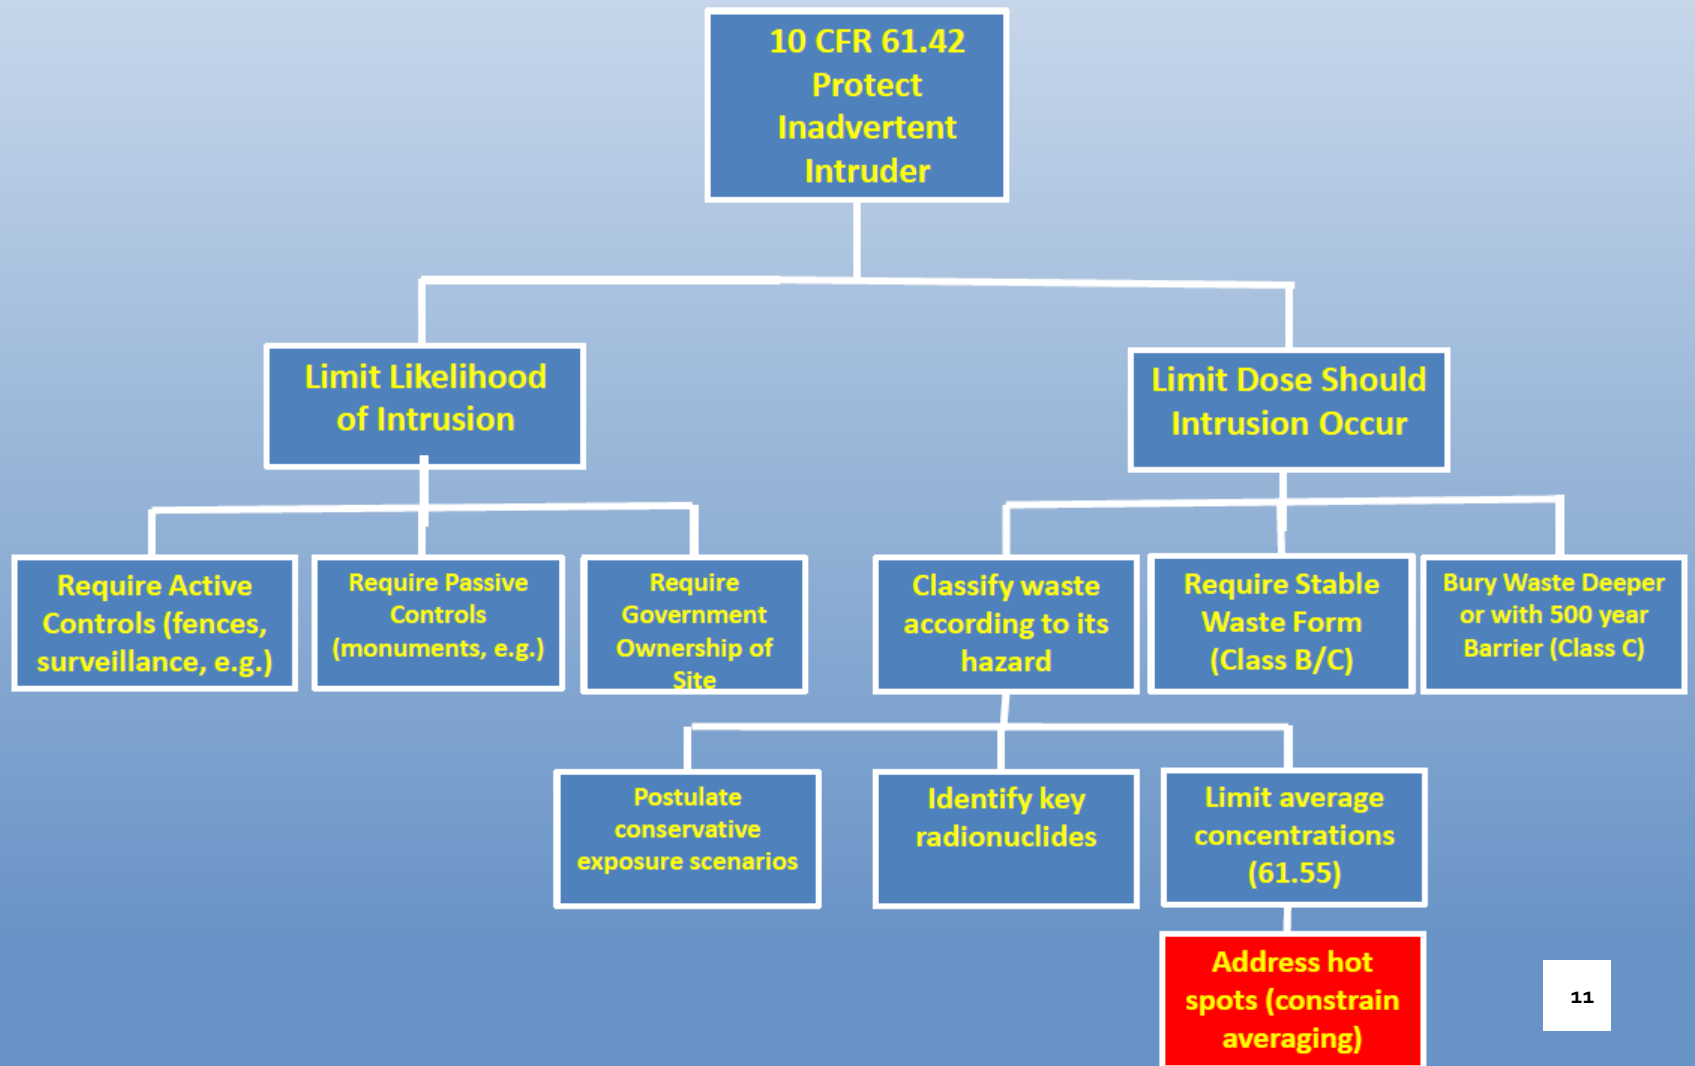 10 CFR 61.42
Protect
Inadvertent
Intruder
Limit Likelihood
of Intrusion
Limit Dose Should
Intrusion Occur
Require Active
Controls (fences,
surveillance, e.g.)
Require Passive
Controls
(monuments, e.g.)
Require
Government
Ownership of
Site
Classify waste
according to its
hazard
Require Stable
Waste Form
(Class B/C)
Bury Waste Deeper
or with 500 year
Barrier (Class C)
Postulate
conservative
exposure scenarios
Identify key
radionuclides
Limit average
concentrations
(61.55)
Address hot
spots (constrain
averaging)
11